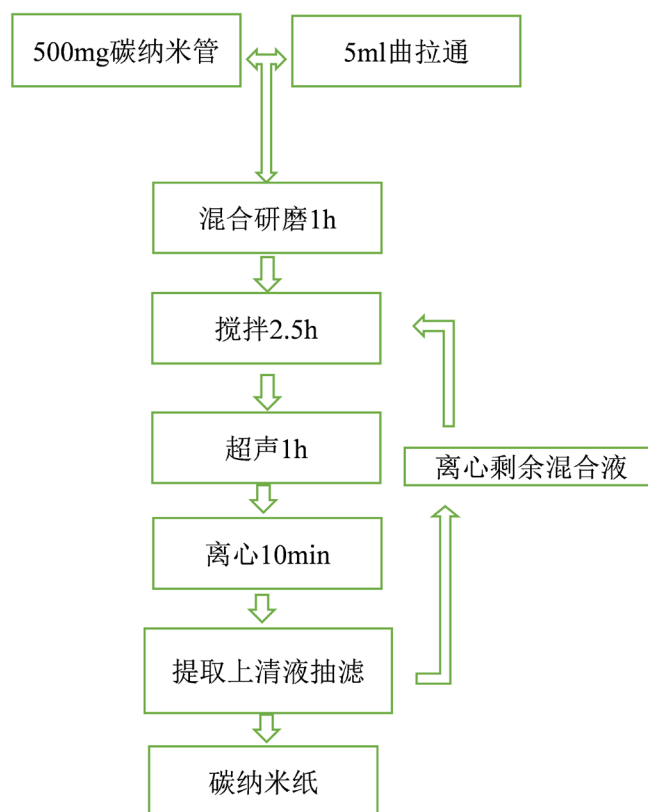 500mg碳纳米管
5ml曲拉通
混合研磨1h
搅拌2.5h
超声1h
离心剩余混合液
离心10min
提取上清液抽滤
碳纳米纸